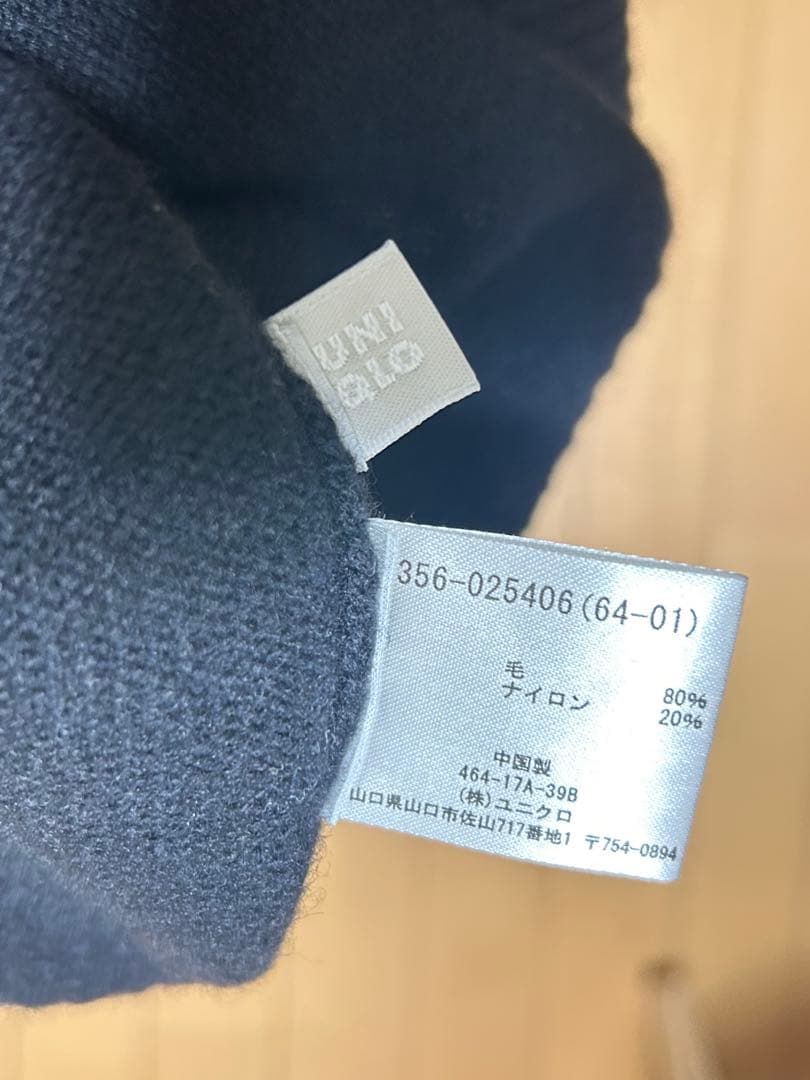 UNI
QLO
356-025406(64-01)
毛 80%
ナイロン 20%
中国製
464-17A-39B
(株)ユニクロ
山口県山口市佐山717番地1 〒754-0894